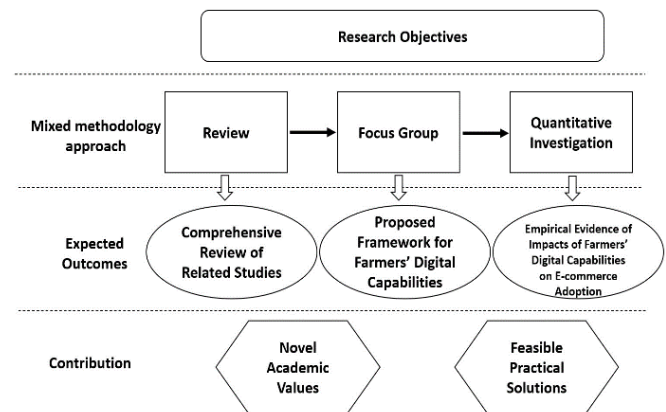 Research Objectives
Mixed methodology
approach
Review
Focus Group
Quantitative
Investigation
Expected
Outcomes
Comprehensive
Review of
Related Studies
Proposed
Framework for
Farmers' Digital
Capabilities
Empirical Evidence of
Impacts of Farmers'
Digital Capabilities
on E-commerce
Adoption
Contribution
Novel
Academic
Values
Feasible
Practical
Solutions